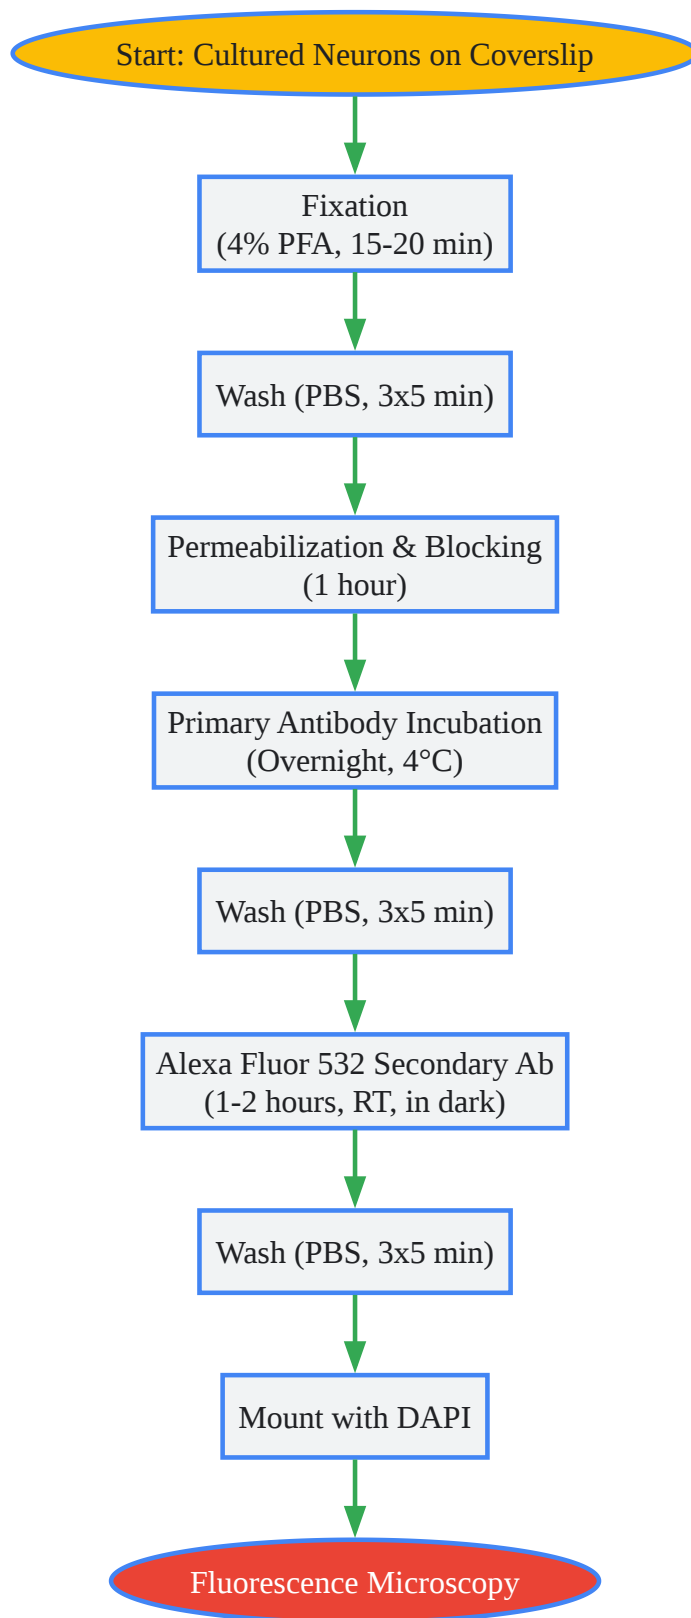 Start: Cultured Neurons on Coverslip
Fixation
(4% PFA, 15-20 min)
Wash (PBS, 3x5 min)
Permeabilization & Blocking
(1 hour)
Primary Antibody Incubation
(Overnight, 4°C)
Wash (PBS, 3x5 min)
Alexa Fluor 532 Secondary Ab
(1-2 hours, RT, in dark)
Wash (PBS, 3x5 min)
Mount with DAPI
Fluorescence Microscopy